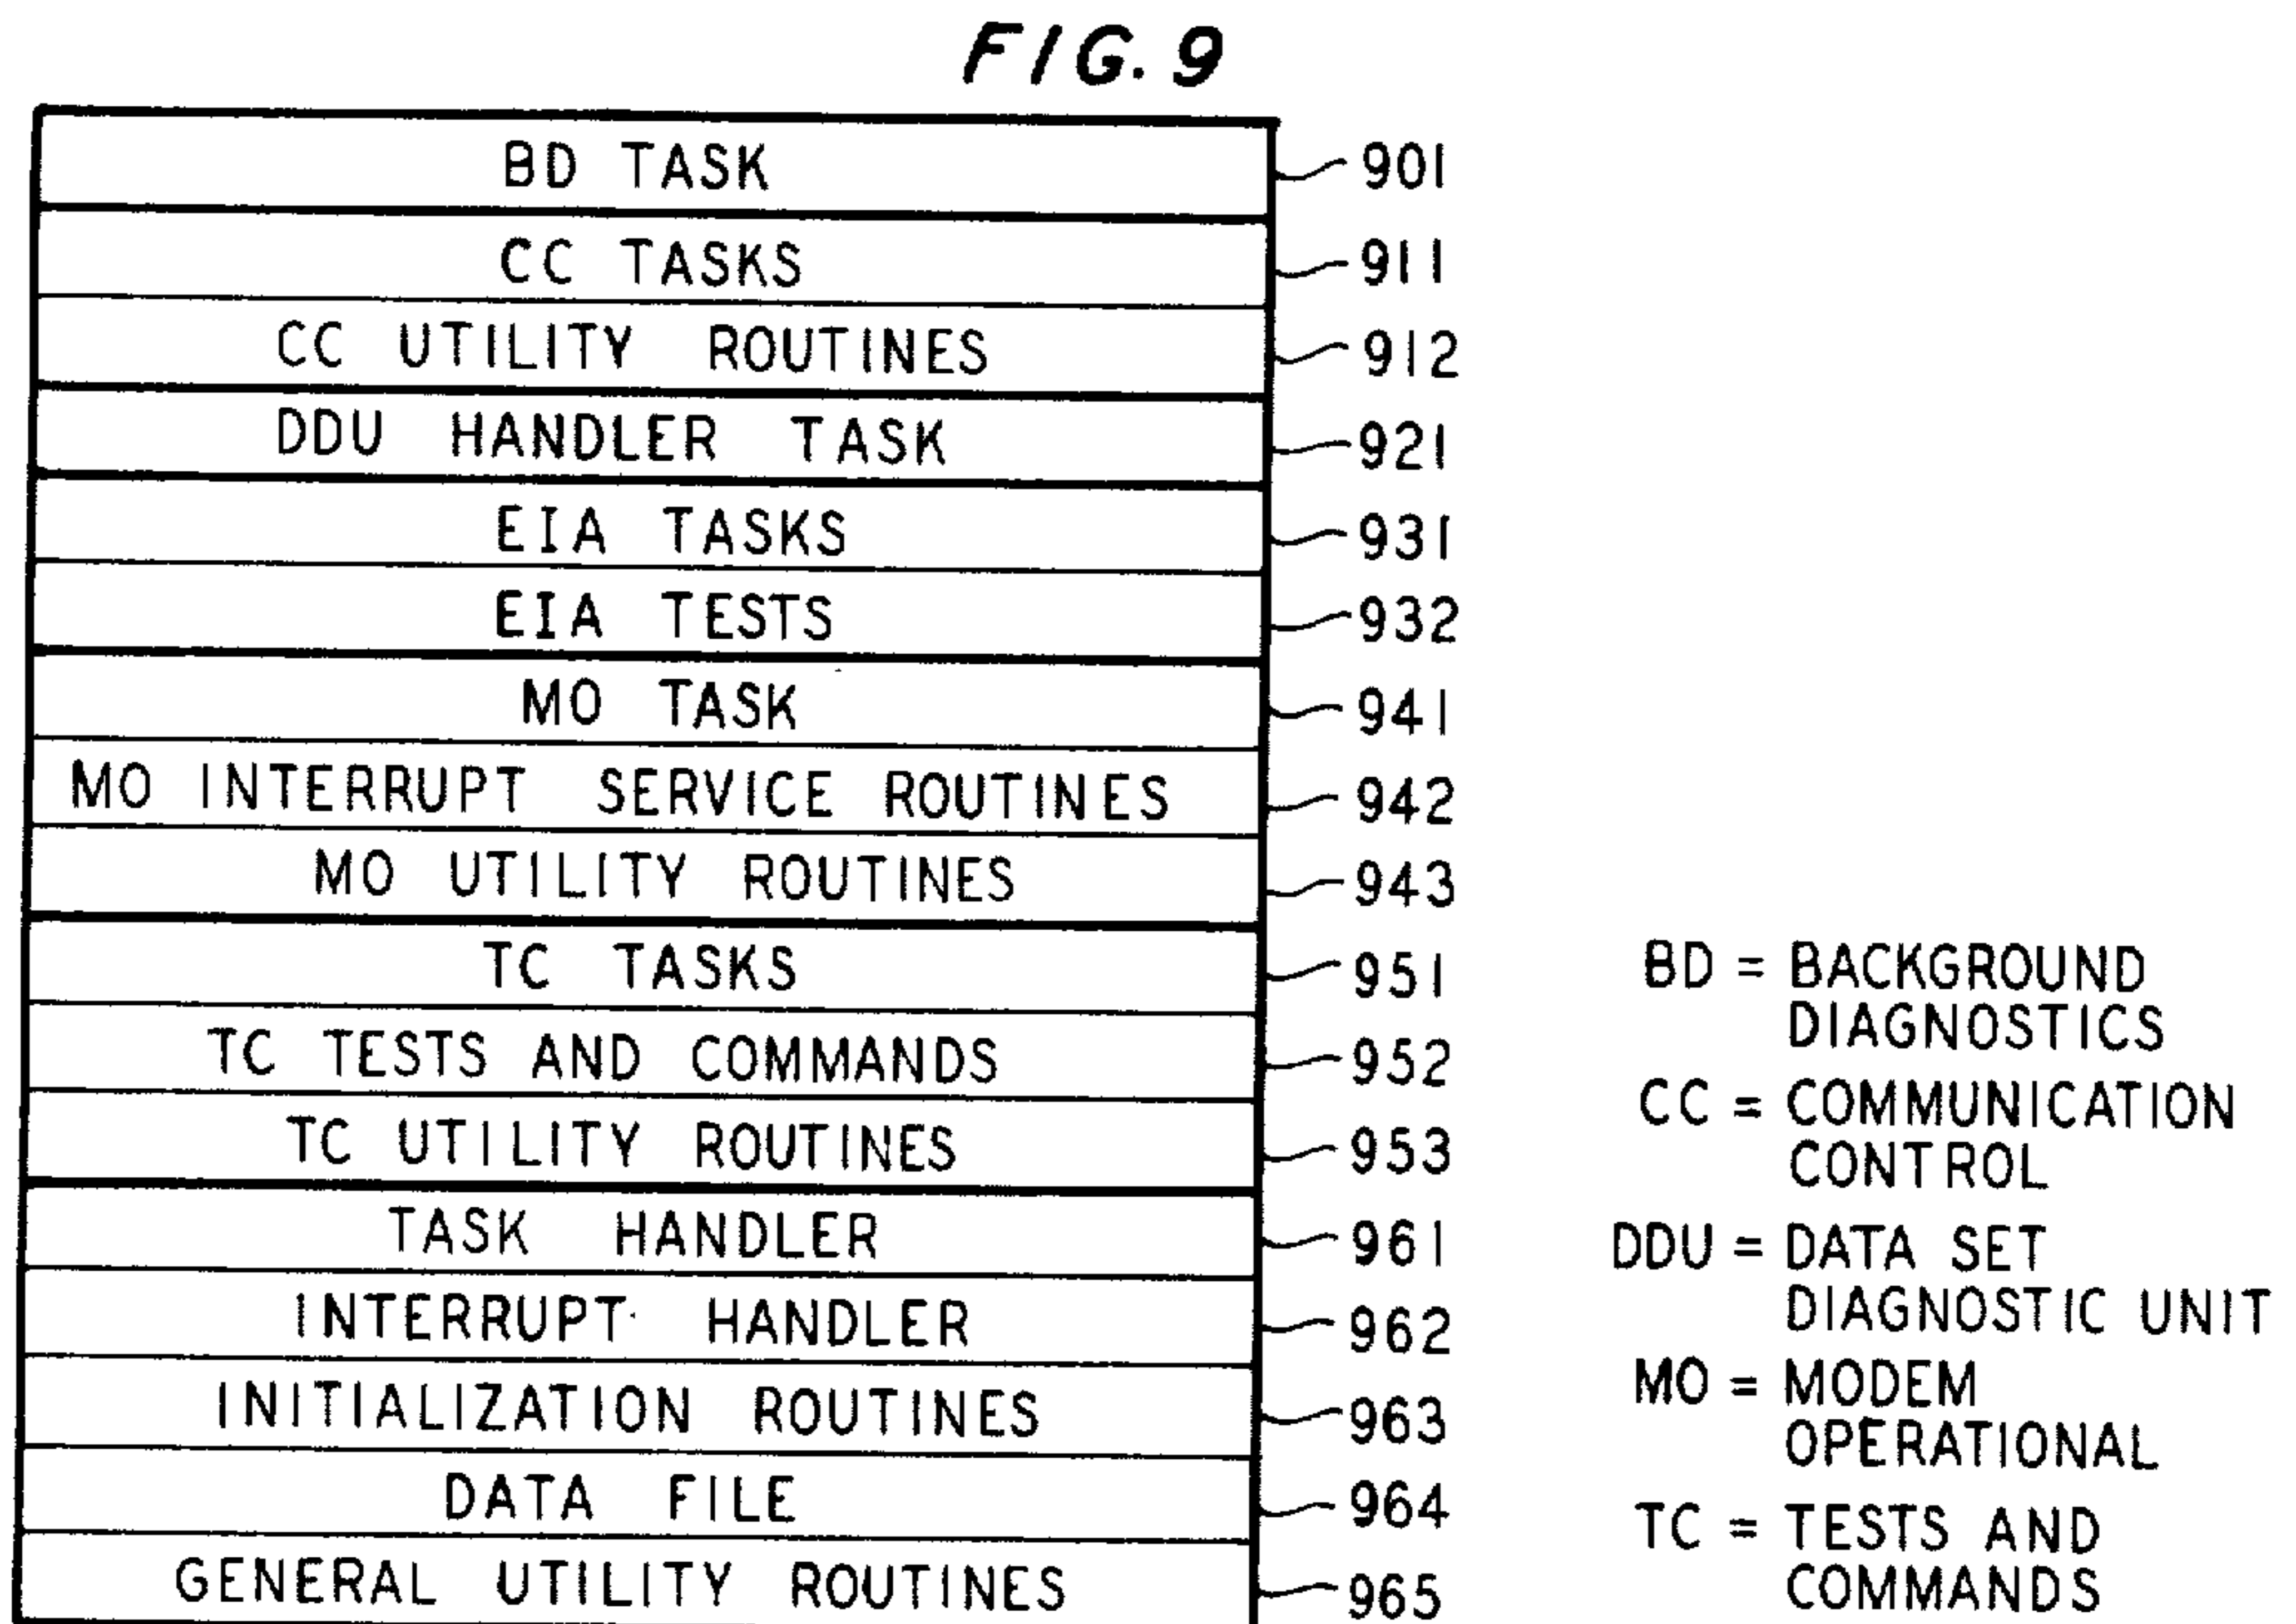 FIG. 9
BD TASK 901
CC TASKS 911
CC UTILITY ROUTINES 912
DDU HANDLER TASK 921
EIA TASKS 931
EIA TESTS 932
MO TASK 941
MO INTERRUPT SERVICE ROUTINES 942
MO UTILITY ROUTINES 943
TC TASKS 951
TC TESTS AND COMMANDS 952
TC UTILITY ROUTINES 953
TASK HANDLER 961
INTERRUPT HANDLER 962
INITIALIZATION ROUTINES 963
DATA FILE 964
GENERAL UTILITY ROUTINES 965
BD = BACKGROUND
DIAGNOSTICS
CC = COMMUNICATION
CONTROL
DDU = DATA SET
DIAGNOSTIC UNIT
MO = MODEM
OPERATIONAL
TC = TESTS AND
COMMANDS